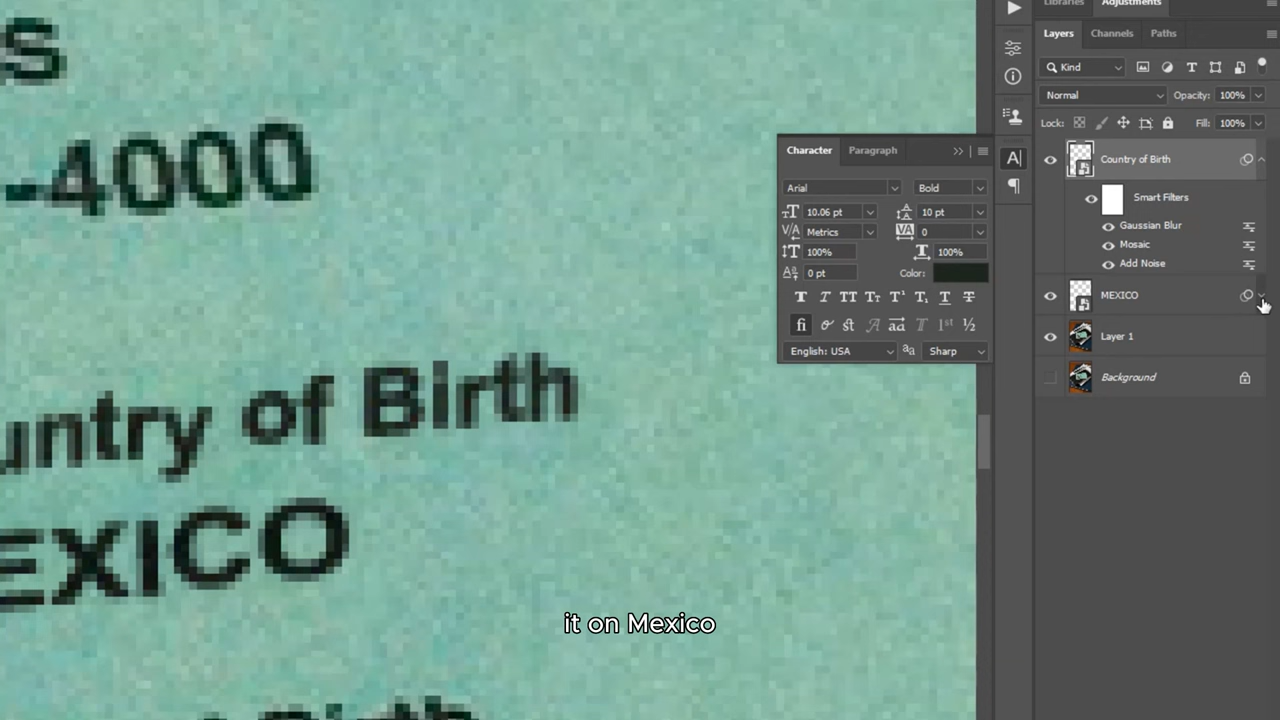 s
-4000
untry of Birth
EXICO
it on Mexico
Libraries
Adjustments
Layers
Channels
Paths
Kind
Normal
Opacity: 100%
Lock:
Fill: 100%
Country of Birth
Smart Filters
Gaussian Blur
Mosaic
Add Noise
MEXICO
Layer 1
Background
Character
Paragraph
Arial
Bold
10.06 pt
10 pt
Metrics
0
100%
100%
0 pt
Color:
English: USA
Sharp